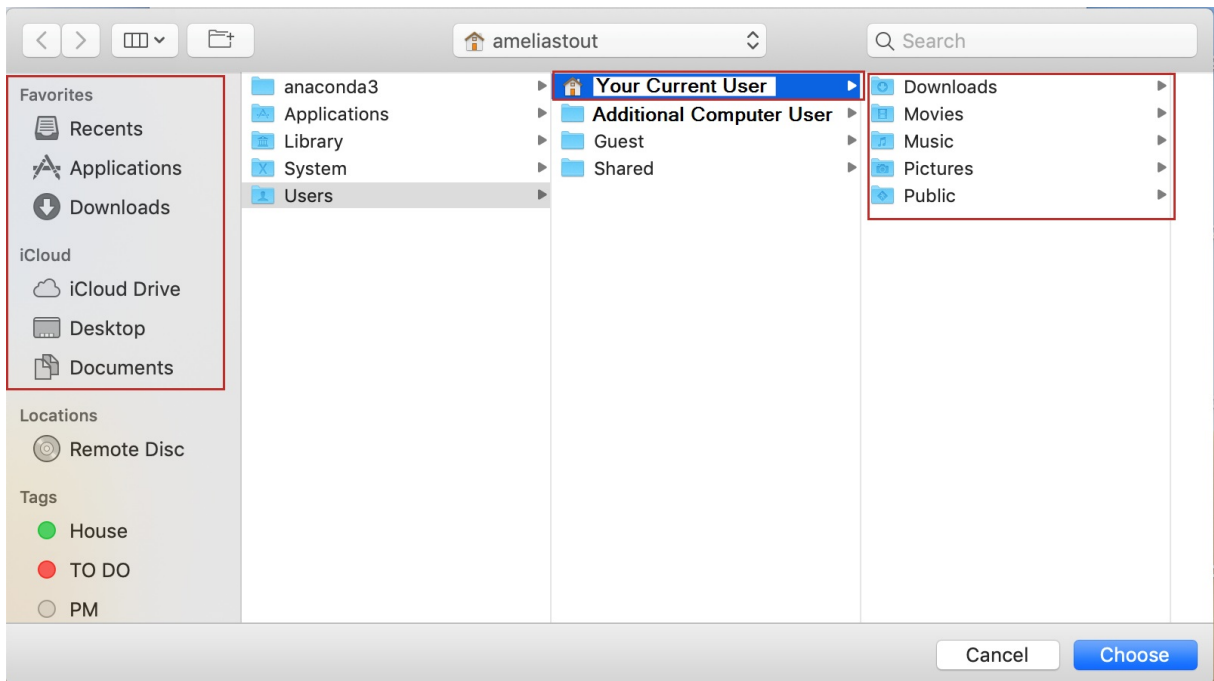 ameliastout
Search
Favorites
Recents
Applications
Downloads
iCloud
iCloud Drive
Desktop
Documents
Locations
Remote Disc
Tags
House
TO DO
PM
anaconda3
Applications
Library
System
Users
Your Current User
Additional Computer User
Guest
Shared
Downloads
Movies
Music
Pictures
Public
Cancel
Choose